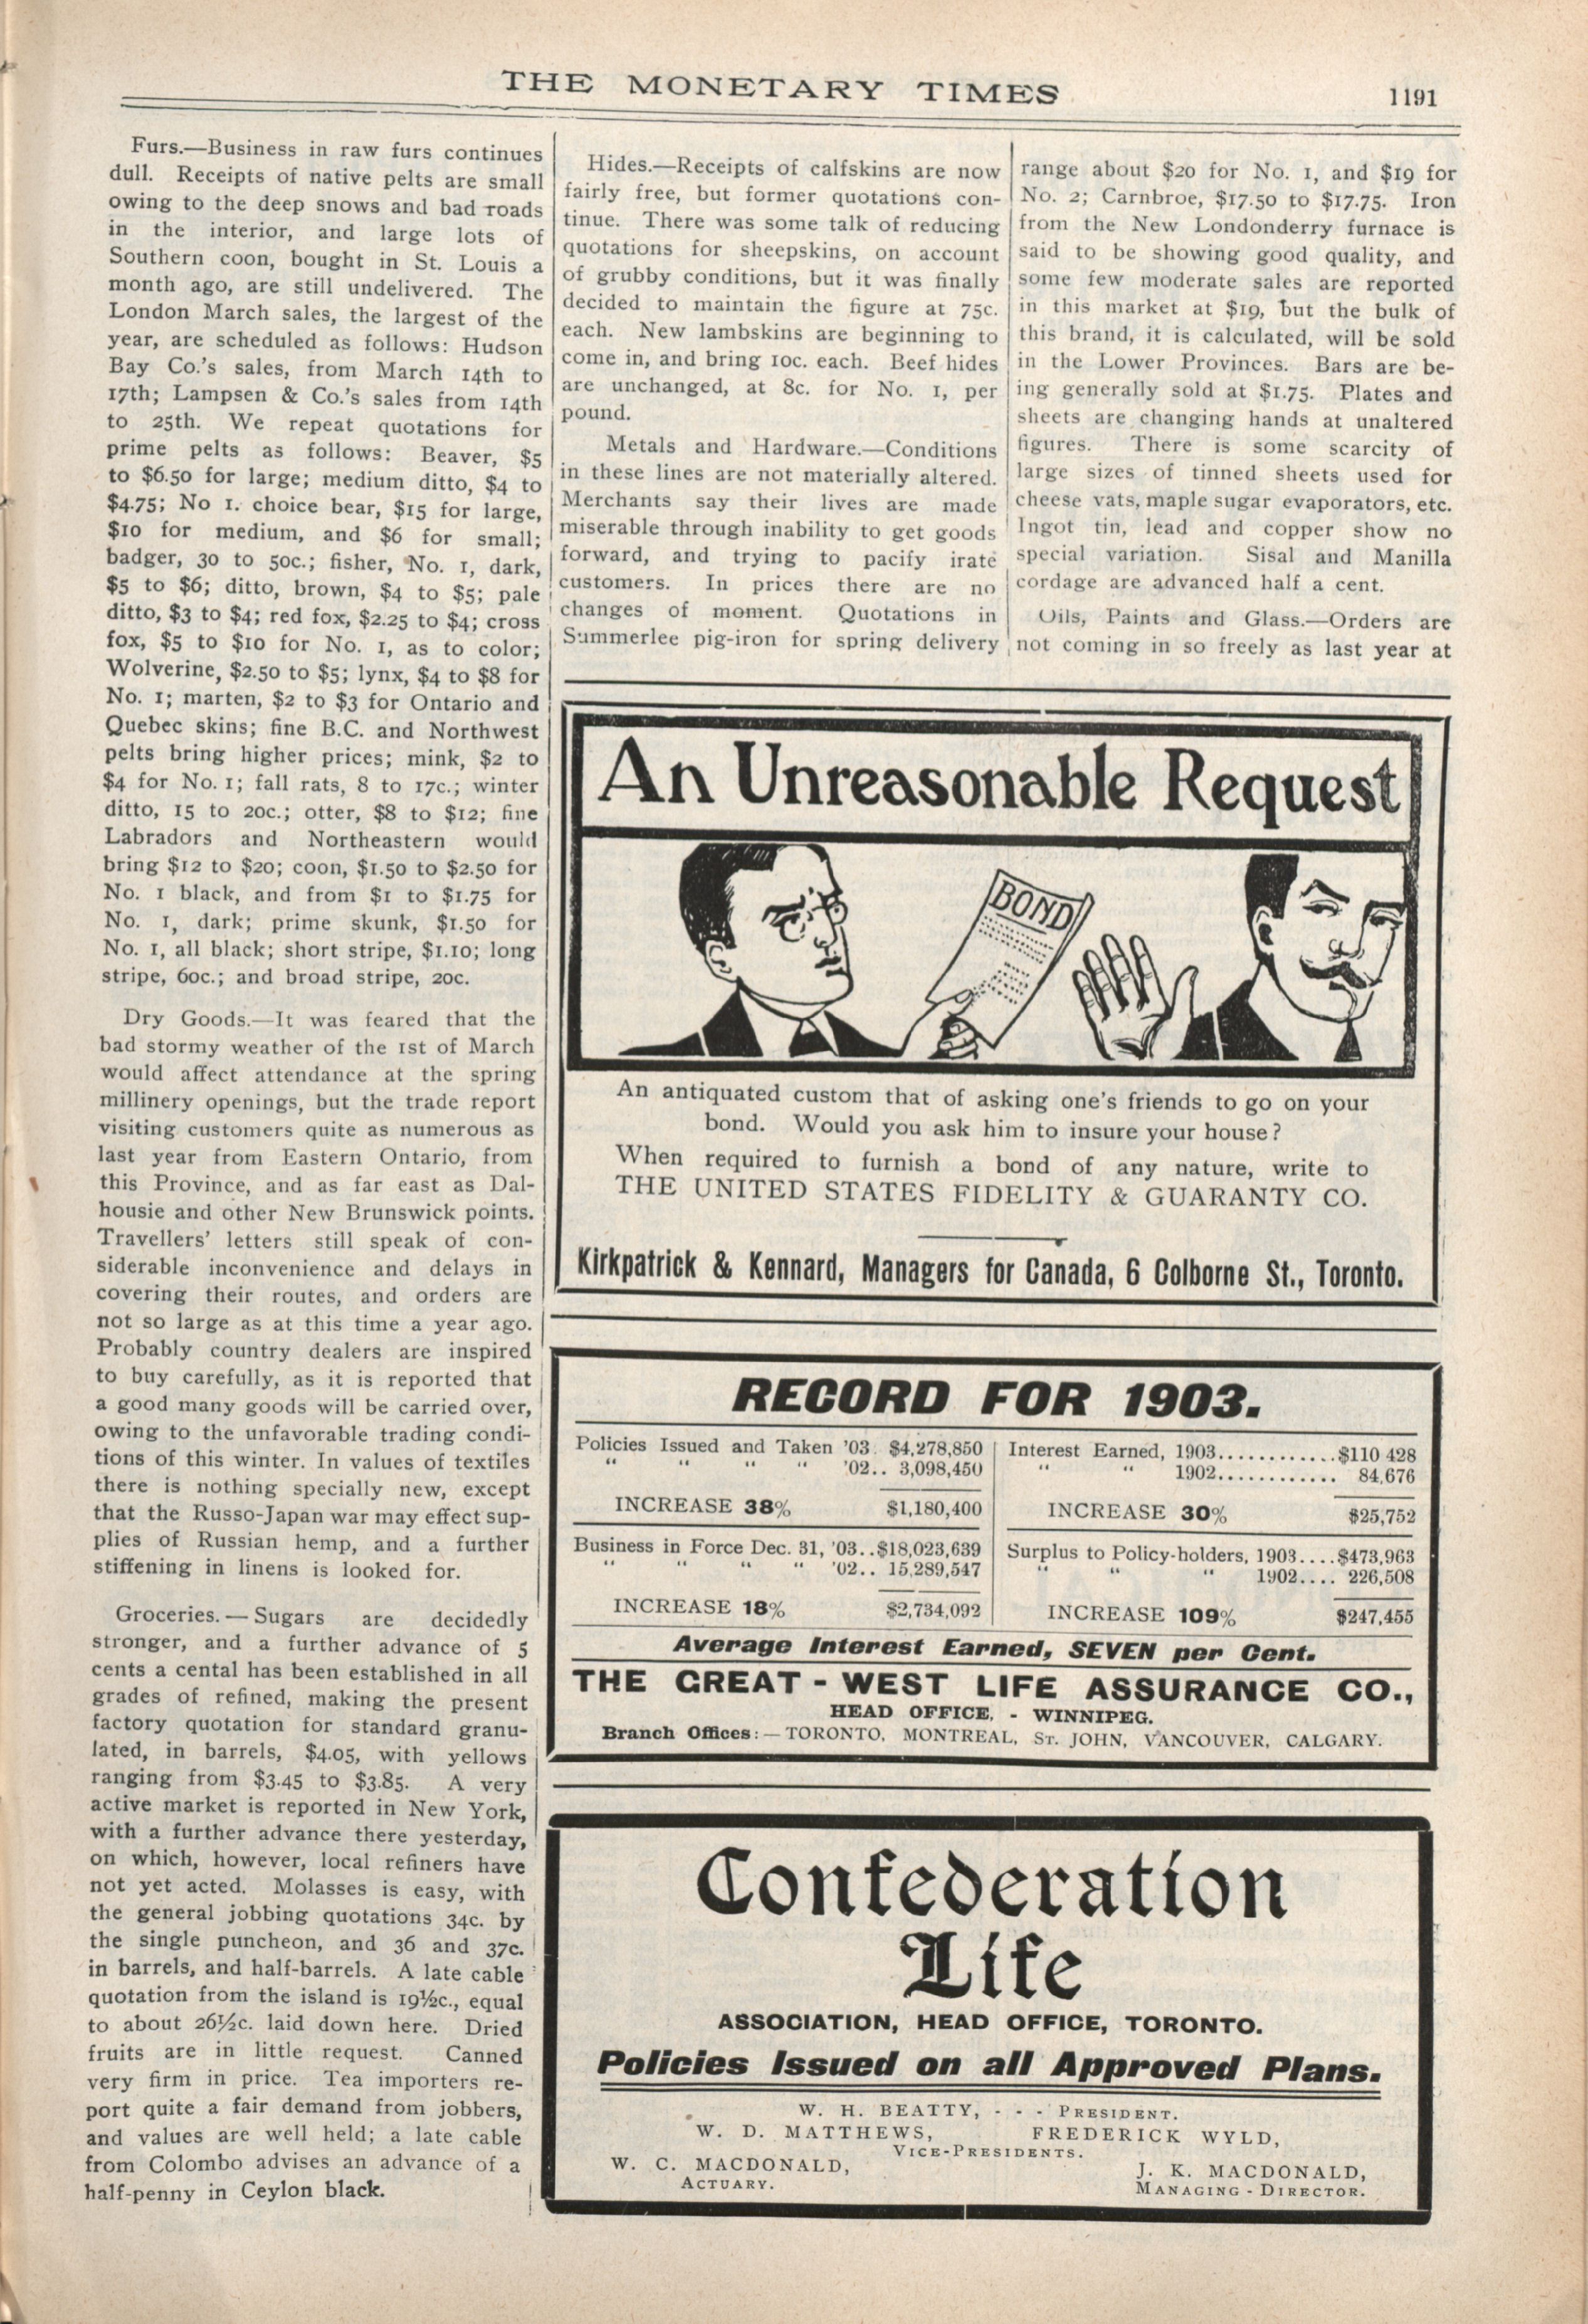 THE MONETARY TIMES
1191
Furs.—Business in raw furs continues
dull. Receipts of native pelts are small
owing to the deep snows and bad roads
in the interior, and large lots of
Southern coon, bought in St. Louis a
month ago, are still undelivered. The
London March sales, the largest of the
year, are scheduled as follows: Hudson
Bay Co.'s sales, from March 14th to
17th; Lampsen & Co.'s sales from 14th
to 25th. We repeat quotations for
prime pelts as follows: Beaver, $5
to $6.50 for large; medium ditto, $4 to
$4.75; No 1. choice bear, $15 for large,
$10 for medium, and $6 for small;
badger, 30 to 50c.; fisher, No. 1, dark,
$5 to $6; ditto, brown, $4 to $5; pale
ditto, $3 to $4; red fox, $2.25 to $4; cross
fox, $5 to $10 for No. 1, as to color;
Wolverine, $2.50 to $5; lynx, $4 to $8 for
No. 1; marten, $2 to $3 for Ontario and
Quebec skins; fine B.C. and Northwest
pelts bring higher prices; mink, $2 to
$4 for No. 1; fall rats, 8 to 17c.; winter
ditto, 15 to 20c.; otter, $8 to $12; fine
Labradors and Northeastern would
bring $12 to $20; coon, $1.50 to $2.50 for
No. 1 black, and from $1 to $1.75 for
No. 1, dark; prime skunk, $1.50 for
No. 1, all black; short stripe, $1.10; long
stripe, 60c.; and broad stripe, 20c.
Dry Goods.—It was feared that the
bad stormy weather of the 1st of March
would affect attendance at the spring
millinery openings, but the trade report
visiting customers quite as numerous as
last year from Eastern Ontario, from
this Province, and as far east as Dal-
housie and other New Brunswick points.
Travellers' letters still speak of con-
siderable inconvenience and delays in
covering their routes, and orders are
not so large as at this time a year ago.
Probably country dealers are inspired
to buy carefully, as it is reported that
a good many goods will be carried over,
owing to the unfavorable trading condi-
tions of this winter. In values of textiles
there is nothing specially new, except
that the Russo-Japan war may effect sup-
plies of Russian hemp, and a further
stiffening in linens is looked for.
Groceries.—Sugars are decidedly
stronger, and a further advance of 5
cents a cental has been established in all
grades of refined, making the present
factory quotation for standard granu-
lated, in barrels, $4.05, with yellows
ranging from $3.45 to $3.85. A very
active market is reported in New York,
with a further advance there yesterday,
on which, however, local refiners have
not yet acted. Molasses is easy, with
the general jobbing quotations 34c. by
the single puncheon, and 36 and 37c.
in barrels, and half-barrels. A late cable
quotation from the island is 19½c., equal
to about 26½c. laid down here. Dried
fruits are in little request. Canned
very firm in price. Tea importers re-
port quite a fair demand from jobbers,
and values are well held; a late cable
from Colombo advises an advance of a
half-penny in Ceylon black.
Hides.—Receipts of calfskins are now
fairly free, but former quotations con-
tinue. There was some talk of reducing
quotations for sheepskins, on account
of grubby conditions, but it was finally
decided to maintain the figure at 75c.
each. New lambskins are beginning to
come in, and bring 10c. each. Beef hides
are unchanged, at 8c. for No. 1, per
pound.
Metals and Hardware.—Conditions
in these lines are not materially altered.
Merchants say their lives are made
miserable through inability to get goods
forward, and trying to pacify irate
customers. In prices there are no
changes of moment. Quotations in
Summerlee pig-iron for spring delivery
range about $20 for No. 1, and $19 for
No. 2; Carnbroe, $17.50 to $17.75. Iron
from the New Londonderry furnace is
said to be showing good quality, and
some few moderate sales are reported
in this market at $19, but the bulk of
this brand, it is calculated, will be sold
in the Lower Provinces. Bars are be-
ing generally sold at $1.75. Plates and
sheets are changing hands at unaltered
figures. There is some scarcity of
large sizes of tinned sheets used for
cheese vats, maple sugar evaporators, etc.
Ingot tin, lead and copper show no
special variation. Sisal and Manilla
cordage are advanced half a cent.
Oils, Paints and Glass.—Orders are
not coming in so freely as last year at
An Unreasonable Request
BOND
An antiquated custom that of asking one's friends to go on your
bond. Would you ask him to insure your house?
When required to furnish a bond of any nature, write to
THE UNITED STATES FIDELITY & GUARANTY CO.
Kirkpatrick & Kennard, Managers for Canada, 6 Colborne St., Toronto.
RECORD FOR 1903.
Policies Issued and Taken '03. $4,278,850
" " " " '02.. 3,098,450
INCREASE 38% $1,180,400
Business in Force Dec. 31, '03..$18,023,639
" " " " '02.. 15,289,547
INCREASE 18% $2,734,092
Interest Earned, 1903............$110 428
" " 1902............ 84,676
INCREASE 30% $25,752
Surplus to Policy-holders, 1903....$473,963
" " " 1902.... 226,508
INCREASE 109% $247,455
Average Interest Earned, SEVEN per Cent.
THE GREAT-WEST LIFE ASSURANCE CO.,
HEAD OFFICE, - WINNIPEG.
Branch Offices:—TORONTO, MONTREAL, ST. JOHN, VANCOUVER, CALGARY.
Confederation
Life
ASSOCIATION, HEAD OFFICE, TORONTO.
Policies Issued on all Approved Plans.
W. H. BEATTY, - - - PRESIDENT.
W. D. MATTHEWS, FREDERICK WYLD,
VICE-PRESIDENTS.
W. C. MACDONALD,
ACTUARY.
J. K. MACDONALD,
MANAGING-DIRECTOR.